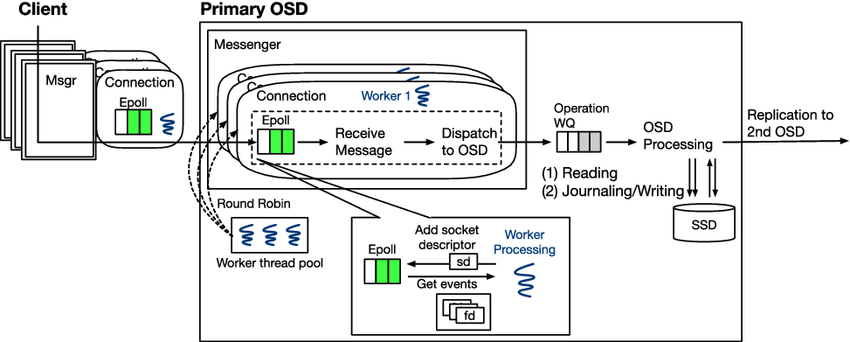 Client
Primary OSD
Messenger
Msgr
Connection
Epoll
Connection
Worker 1
Epoll
Receive
Message
Dispatch
to OSD
Operation
WQ
OSD
Processing
Replication to
2nd OSD
(1) Reading
(2) Journaling/Writing
SSD
Round Robin
Worker thread pool
Epoll
Add socket
descriptor
sd
Get events
fd
Worker
Processing